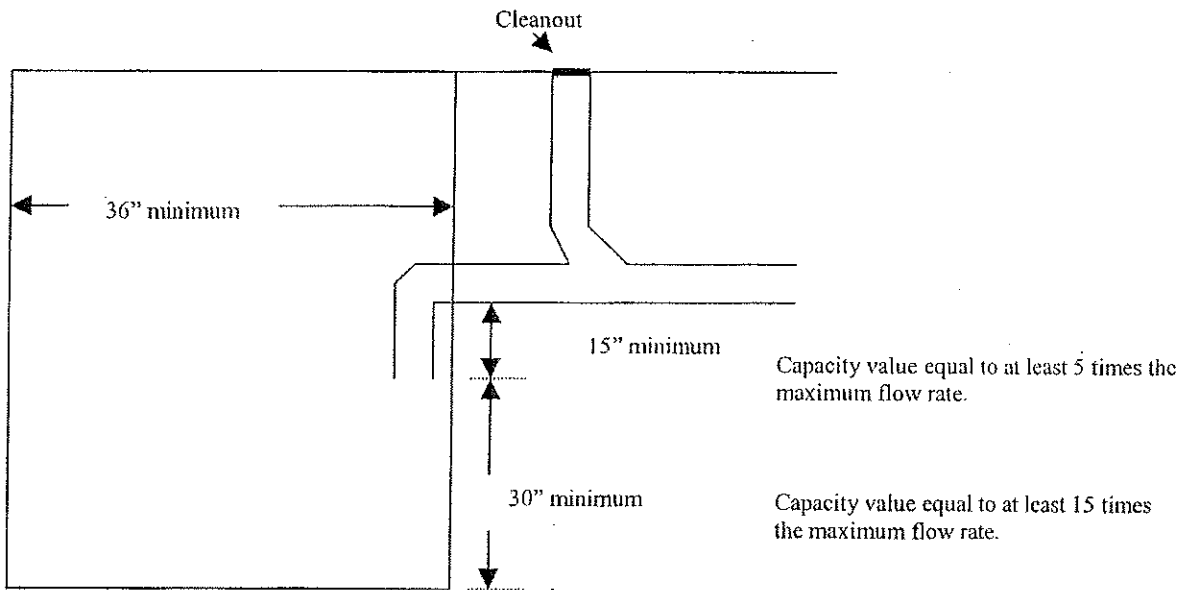 Cleanout
36” minimum
15” minimum
Capacity value equal to at least 5 times the
maximum flow rate.
30” minimum
Capacity value equal to at least 15 times
the maximum flow rate.